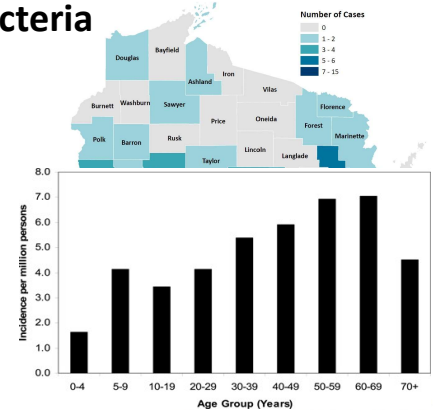 cteria
Number of Cases
0
1 - 2
3 - 4
5 - 6
7 - 15
Douglas
Bayfield
Ashland
Iron
Vilas
Burnett
Washburn
Sawyer
Price
Oneida
Florence
Forest
Marinette
Polk
Barron
Rusk
Taylor
Lincoln
Langlade
8.0
7.0
6.0
5.0
4.0
3.0
2.0
1.0
0.0
Incidence per million persons
0-4 5-9 10-19 20-29 30-39 40-49 50-59 60-69 70+
Age Group (Years)